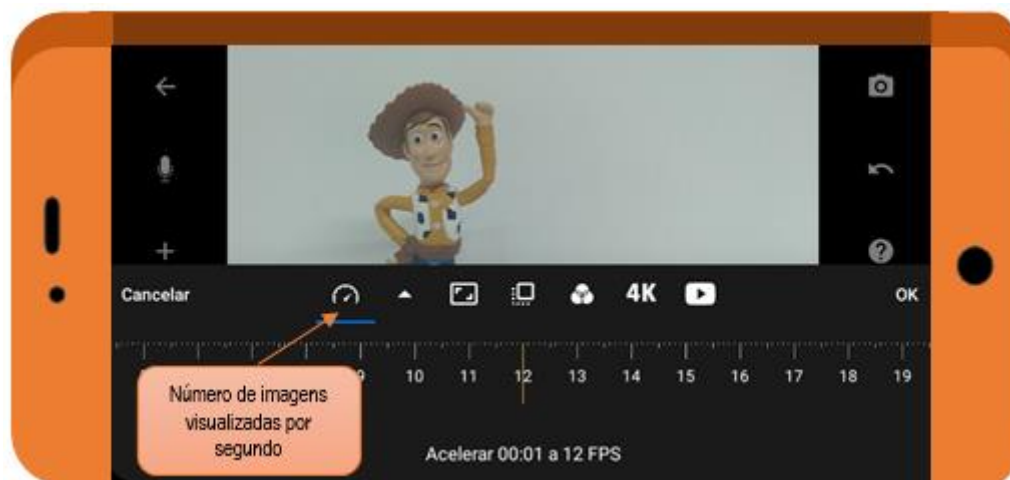 Cancelar
4K
OK
9 10 11 12 13 14 15 16 17 18 19
Número de imagens
visualizadas por
segundo
Acelerar 00:01 a 12 FPS